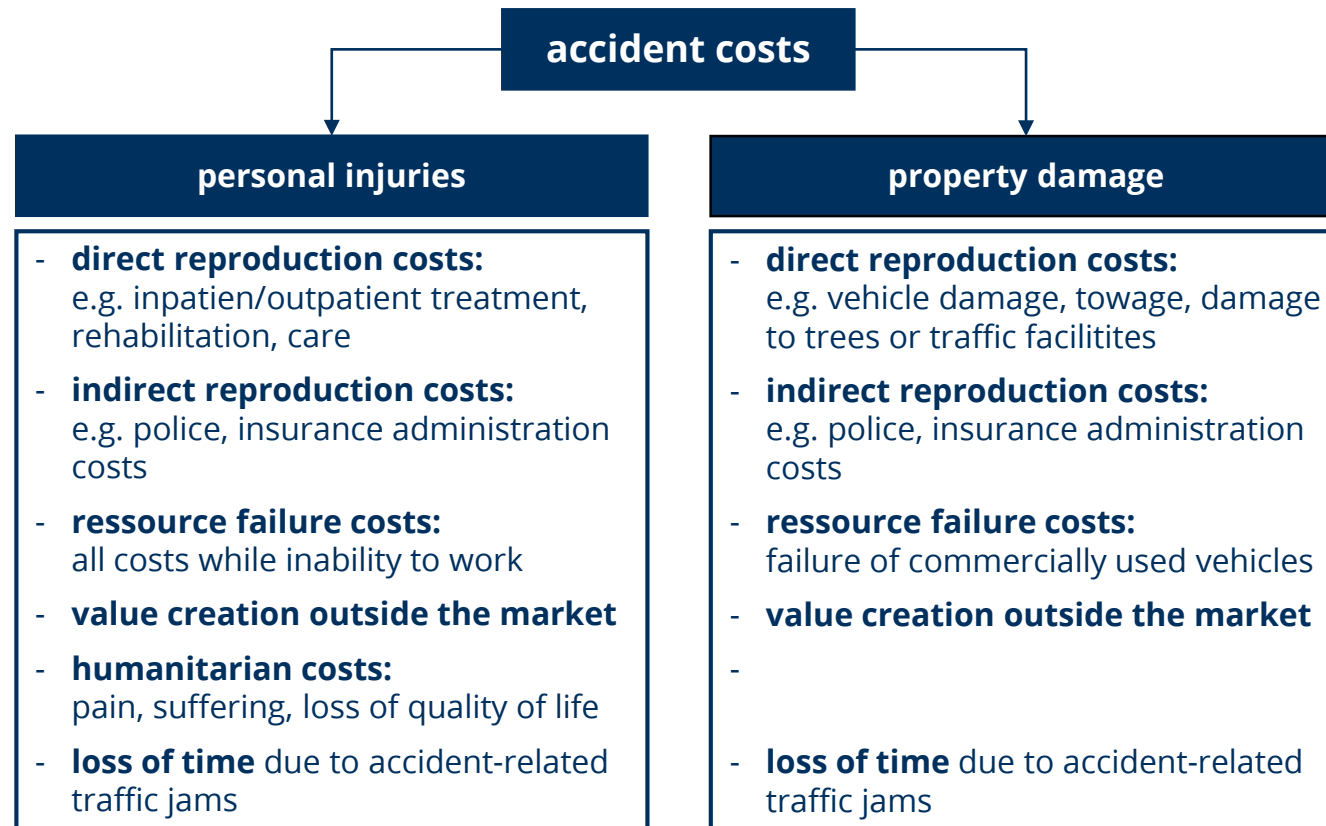 accident costs
personal injuries
- direct reproduction costs:
e.g. inpatien/outpatient treatment,
rehabilitation, care
- indirect reproduction costs:
e.g. police, insurance administration
costs
- ressource failure costs:
all costs while inability to work
- value creation outside the market
- humanitarian costs:
pain, suffering, loss of quality of life
- loss of time due to accident-related
traffic jams
property damage
- direct reproduction costs:
e.g. vehicle damage, towage, damage
to trees or traffic facilitites
- indirect reproduction costs:
e.g. police, insurance administration
costs
- ressource failure costs:
failure of commercially used vehicles
- value creation outside the market
-
- loss of time due to accident-related
traffic jams